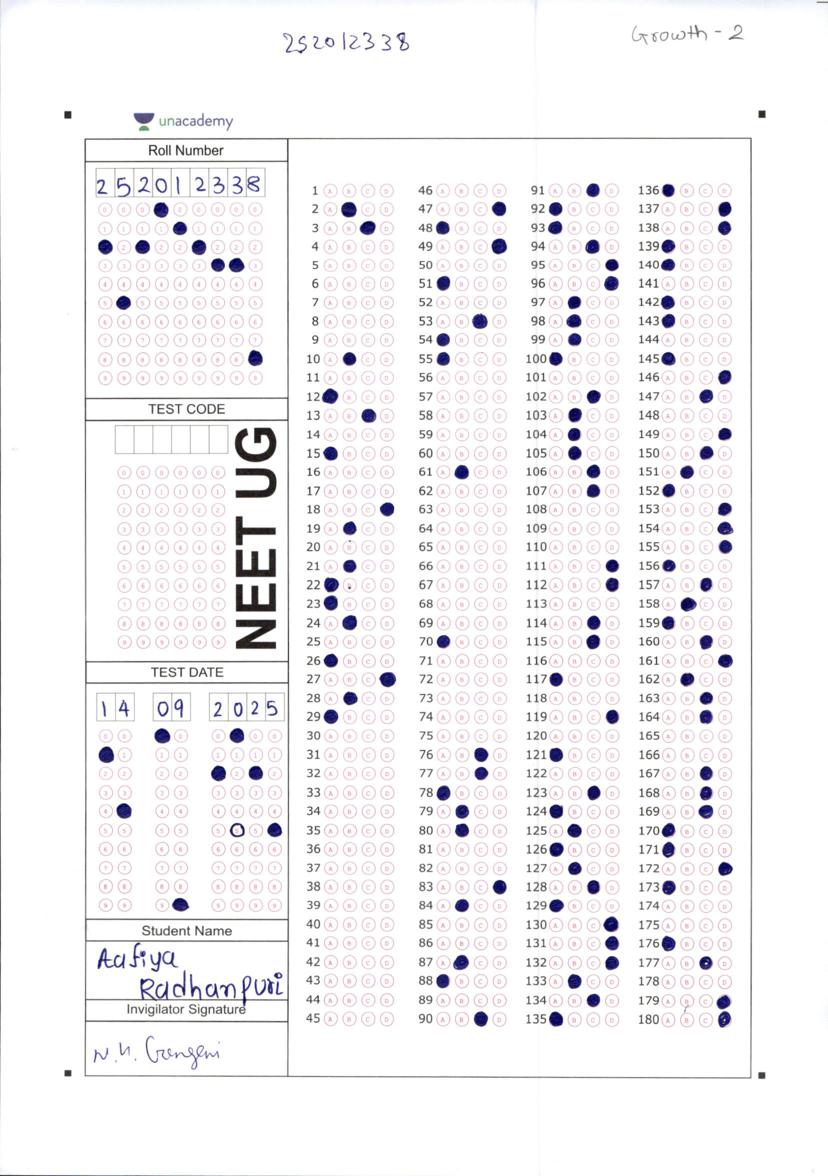 252012338
Growth - 2
unacademy
Roll Number
2 5 2 0 1 2 3 3 8
TEST CODE
NEET UG
TEST DATE
1 4 0 9 2 0 2 5
Student Name
Aafiya
Radhanpuri
Invigilator Signature
N. H.
1 A B C D 46 A B C D 91 A B D 136 B C D
2 A C D 47 A B C 92 B C D 137 A B C
3 A B D 48 B C D 93 B C D 138 A B C
4 A B C D 49 A B C 94 A B D 139 B C D
5 A B C D 50 A B C D 95 A B C 140 B C D
6 A B C D 51 B C D 96 A B C 141 A B C D
7 A B C D 52 A B C D 97 A C D 142 B C D
8 A B C D 53 A B D 98 A C D 143 B C D
9 A B C D 54 B C D 99 A C D 144 A B C D
10 A C D 55 B C D 100 B C D 145 B C D
11 A B C D 56 A B C D 101 A B C D 146 A B C
12 B C D 57 A B C D 102 A B D 147 A B D
13 A B D 58 A B C D 103 A C D 148 A B C D
14 A B C D 59 A B C D 104 A C D 149 A B C
15 B C D 60 A B C D 105 A C D 150 A B D
16 A B C D 61 A C D 106 A B D 151 A C D
17 A B C D 62 A B C D 107 A B D 152 B C D
18 A B C 63 A B C D 108 A B C D 153 A B C
19 A C D 64 A B C D 109 A B C D 154 A B C
20 A B C D 65 A B C D 110 A B C D 155 A B C
21 A C D 66 A B C D 111 A B C 156 B C D
22 B C D 67 A B C D 112 A B C 157 A B D
23 B C D 68 A B C D 113 A B C D 158 A C D
24 A C D 69 A B C D 114 A B D 159 B C D
25 A B C D 70 B C D 115 A B D 160 A B D
26 B C D 71 A B C D 116 A B C D 161 A B C
27 A B C 72 A B C D 117 B C D 162 A C D
28 A C D 73 A B C D 118 A B C D 163 A B D
29 B C D 74 A B C D 119 A B C 164 A B D
30 A B C D 75 A B C D 120 A B C D 165 A B C D
31 A B C D 76 A B D 121 B C D 166 A B C D
32 A B C D 77 A B D 122 A B C D 167 A B D
33 A B C D 78 B C D 123 A B D 168 A B D
34 A B C D 79 A C D 124 B C D 169 A B D
35 A B C D 80 A C D 125 A C D 170 B C D
36 A B C D 81 A B C D 126 B C D 171 B C D
37 A B C D 82 A B C D 127 A C D 172 A B C
38 A B C D 83 A B C 128 A B D 173 B C D
39 A B C D 84 A C D 129 B C D 174 A B C D
40 A B C D 85 A B C D 130 A B C 175 A B C D
41 A B C D 86 A B C D 131 A B C 176 B C D
42 A B C D 87 A C D 132 A B C 177 A B D
43 A B C D 88 B C D 133 A C D 178 A B C D
44 A B C D 89 A B C D 134 A B D 179 A B C
45 A B C D 90 A B D 135 B C D 180 A B C